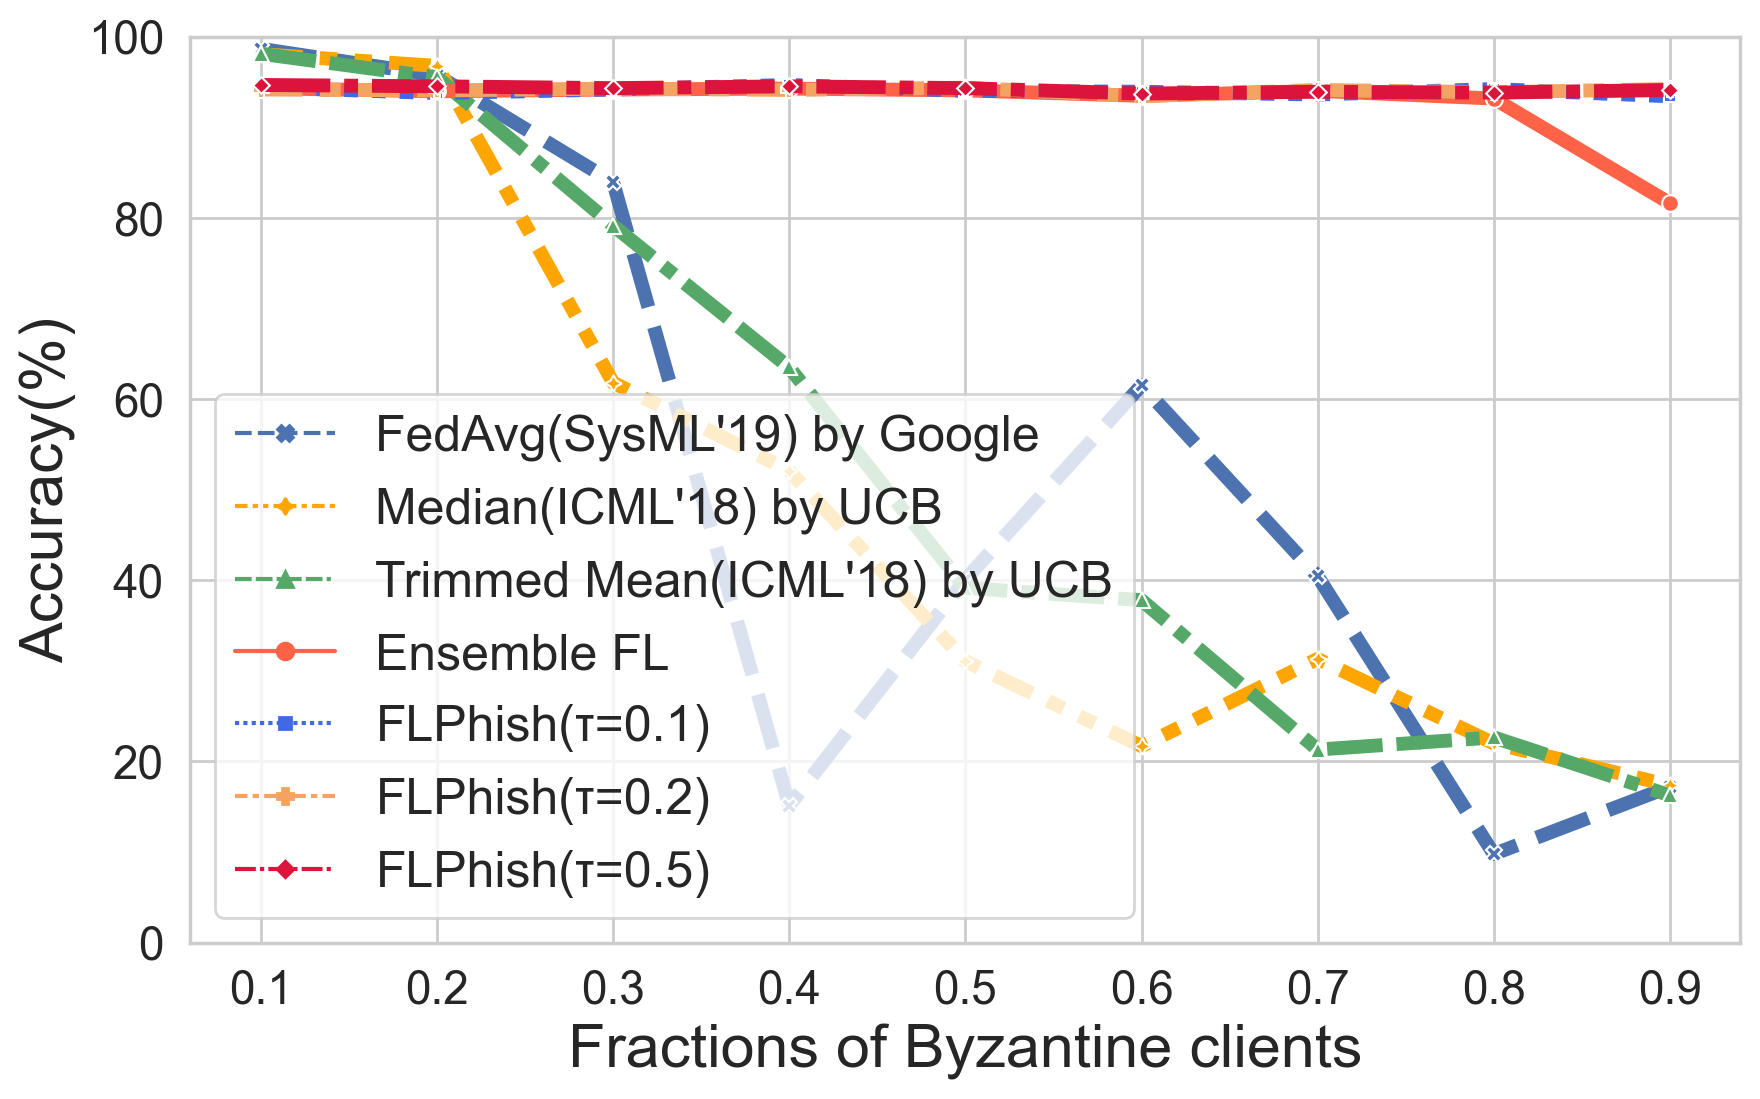 100
80
60
40
20
0
Accuracy(%)
FedAvg(SysML'19) by Google
Median(ICML'18) by UCB
Trimmed Mean(ICML'18) by UCB
Ensemble FL
FLPhish(τ=0.1)
FLPhish(τ=0.2)
FLPhish(τ=0.5)
0.1 0.2 0.3 0.4 0.5 0.6 0.7 0.8 0.9
Fractions of Byzantine clients